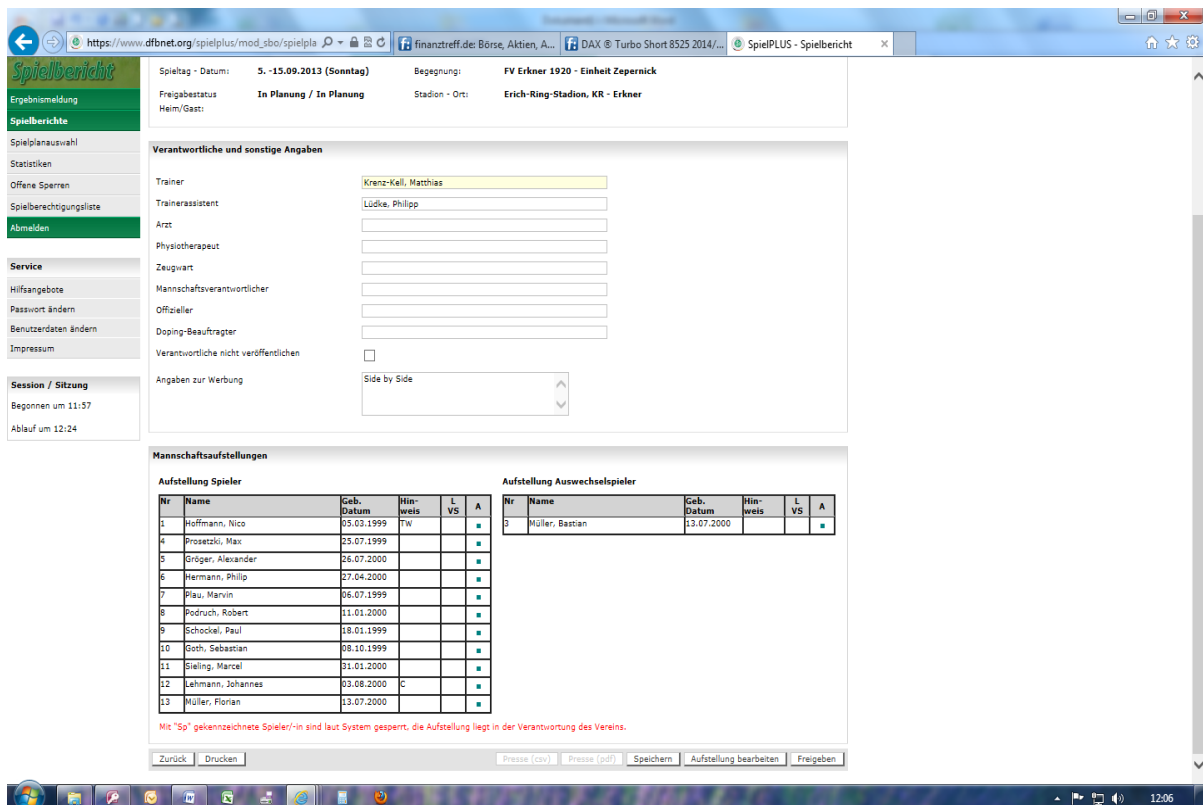 https://www.dfbnet.org/spielplus/mod_sbo/spielpla
finanztreff.de: Börse, Aktien, A...
DAX ® Turbo Short 8525 2014/...
SpielPLUS - Spielbericht
Spielbericht
Ergebnismeldung
Spielberichte
Spielplanauswahl
Statistiken
Offene Sperren
Spielberechtigungsliste
Abmelden
Service
Hilfsangebote
Passwort ändern
Benutzerdaten ändern
Impressum
Session / Sitzung
Begonnen um 11:57
Ablauf um 12:24
Spieltag - Datum: 5. -15.09.2013 (Sonntag) Begegnung: FV Erkner 1920 - Einheit Zepernick
Freigabestatus In Planung / In Planung Stadion - Ort: Erich-Ring-Stadion, KR - Erkner
Heim/Gast:
Verantwortliche und sonstige Angaben
Trainer Krenz-Kell, Matthias
Trainerassistent Lüdke, Philipp
Arzt
Physiotherapeut
Zeugwart
Mannschaftsverantwortlicher
Offizieller
Doping-Beauftragter
Verantwortliche nicht veröffentlichen
Angaben zur Werbung Side by Side
Mannschaftsaufstellungen
Aufstellung Spieler
Nr Name Geb. Datum Hin-weis L VS A
1 Hoffmann, Nico 05.03.1999 TW
4 Prosetzki, Max 25.07.1999
5 Gröger, Alexander 26.07.2000
6 Hermann, Philip 27.04.2000
7 Plau, Marvin 06.07.1999
8 Podruch, Robert 11.01.2000
9 Schockel, Paul 18.01.1999
10 Goth, Sebastian 08.10.1999
11 Sieling, Marcel 31.01.2000
12 Lehmann, Johannes 03.08.2000 C
13 Müller, Florian 13.07.2000
Aufstellung Auswechselspieler
Nr Name Geb. Datum Hin-weis L VS A
3 Müller, Bastian 13.07.2000
Mit "Sp" gekennzeichnete Spieler/-in sind laut System gesperrt, die Aufstellung liegt in der Verantwortung des Vereins.
Zurück Drucken Presse (csv) Presse (pdf) Speichern Aufstellung bearbeiten Freigeben
12:06